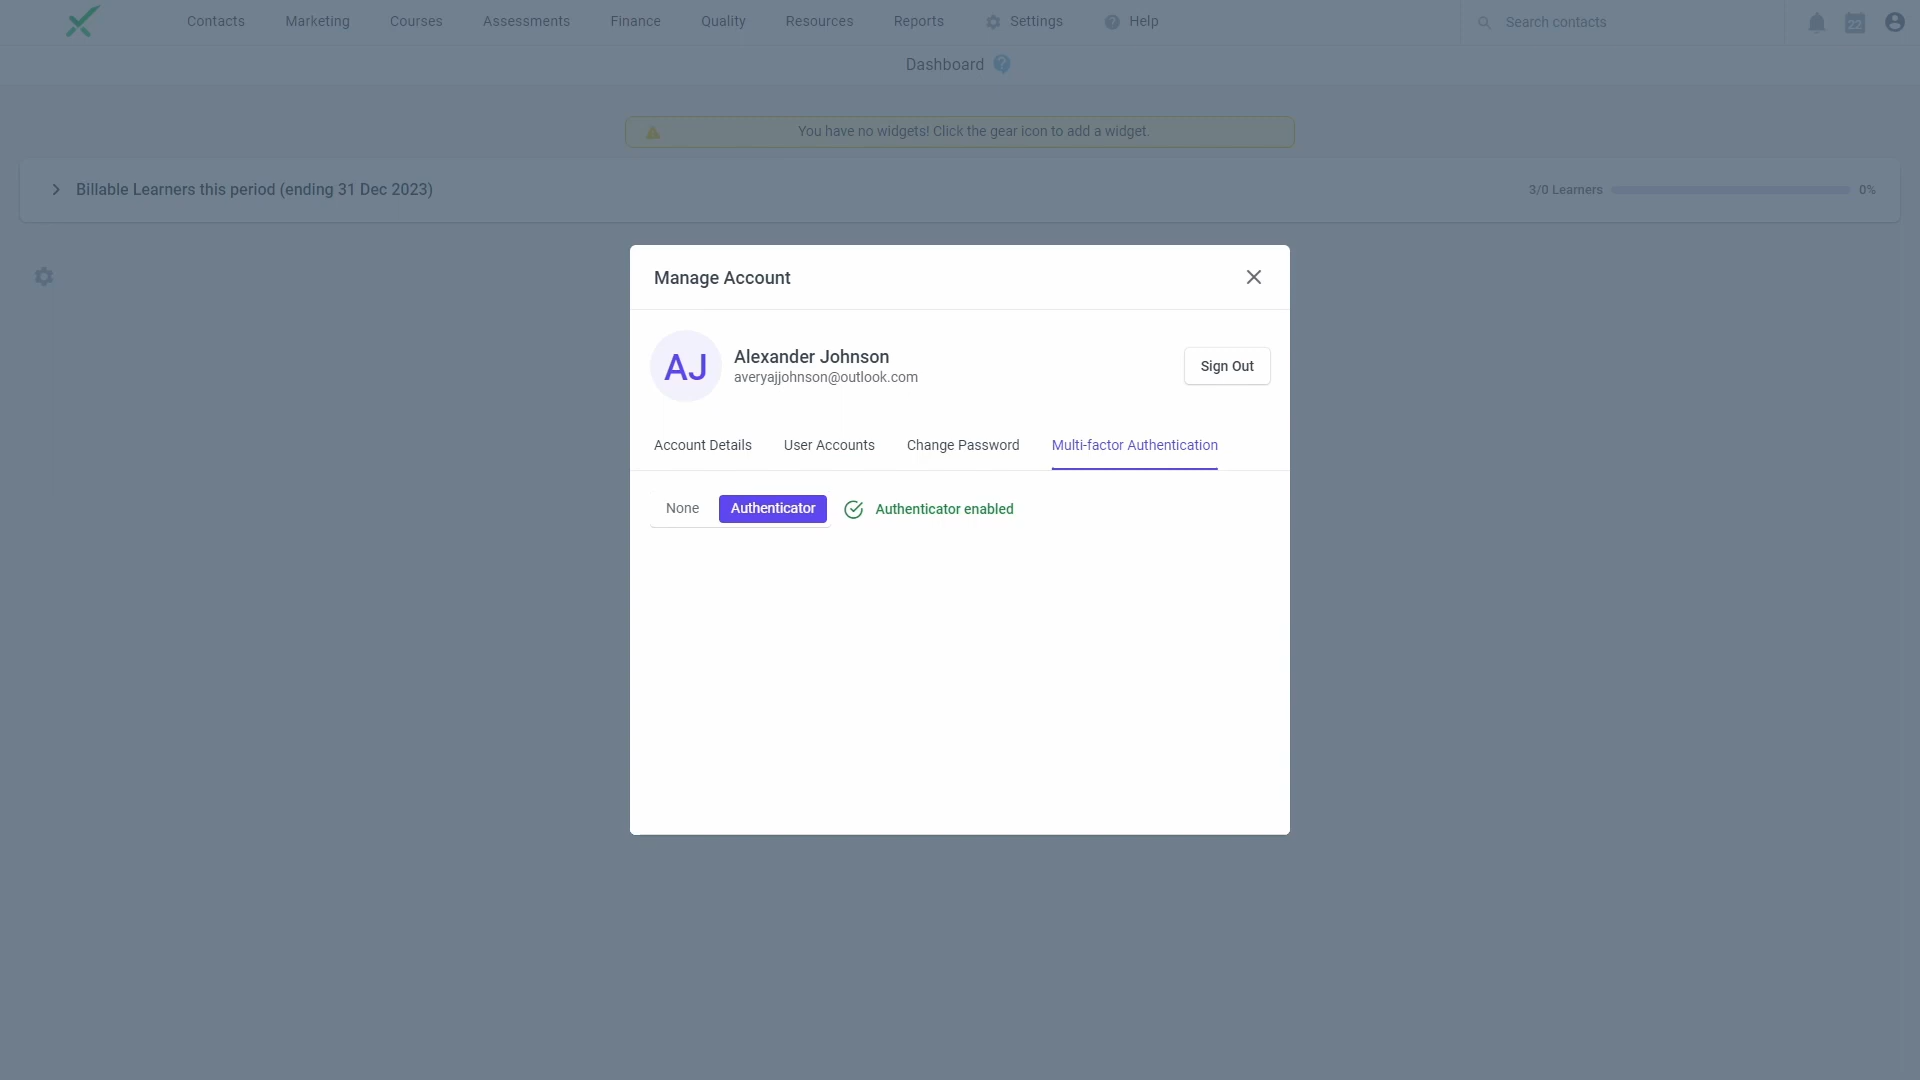 Contacts Marketing Courses Assessments Finance Quality Resources Reports Settings Help Search contacts 22
Dashboard
You have no widgets! Click the gear icon to add a widget.
Billable Learners this period (ending 31 Dec 2023) 3/0 Learners 0%
Manage Account
AJ
Alexander Johnson
averyajjohnson@outlook.com
Sign Out
Account Details User Accounts Change Password Multi-factor Authentication
None Authenticator Authenticator enabled